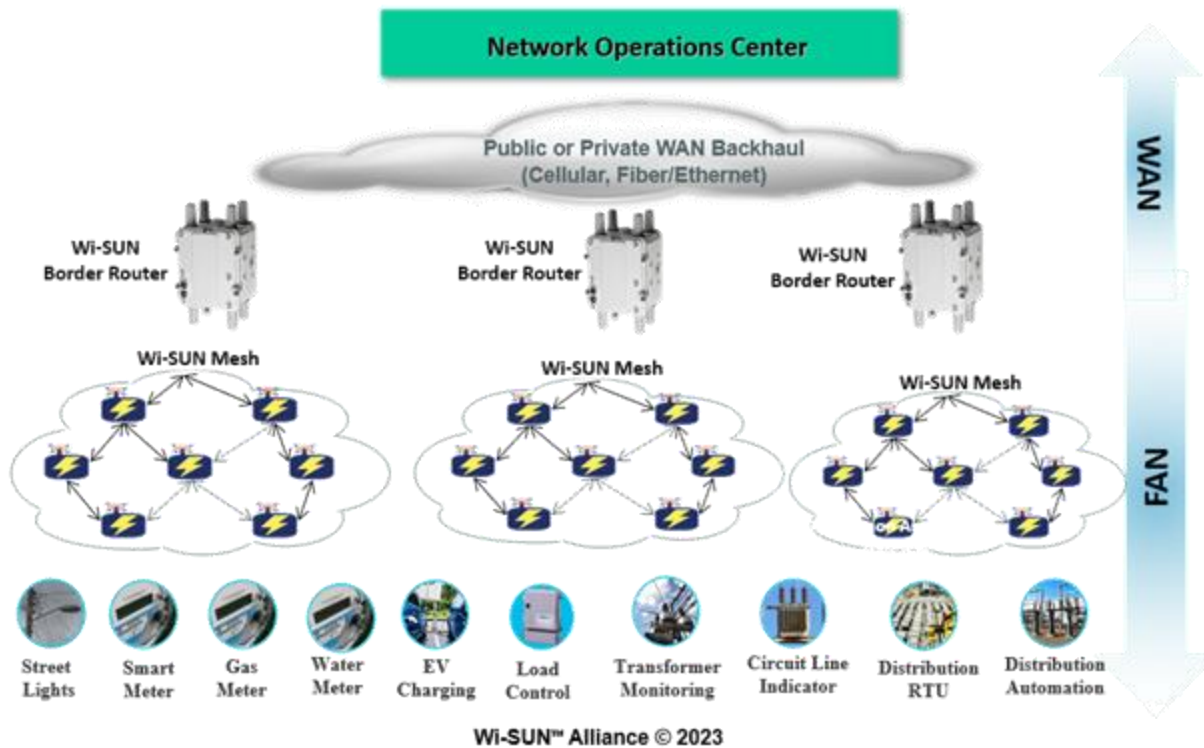 Network Operations Center
Public or Private WAN Backhaul
(Cellular, Fiber/Ethernet)
WAN
Wi-SUN
Border Router
Wi-SUN
Border Router
Wi-SUN
Border Router
Wi-SUN Mesh
Wi-SUN Mesh
Wi-SUN Mesh
FAN
Street
Lights
Smart
Meter
Gas
Meter
Water
Meter
EV
Charging
Load
Control
Transformer
Monitoring
Circuit Line
Indicator
Distribution
RTU
Distribution
Automation
Wi-SUN™ Alliance © 2023